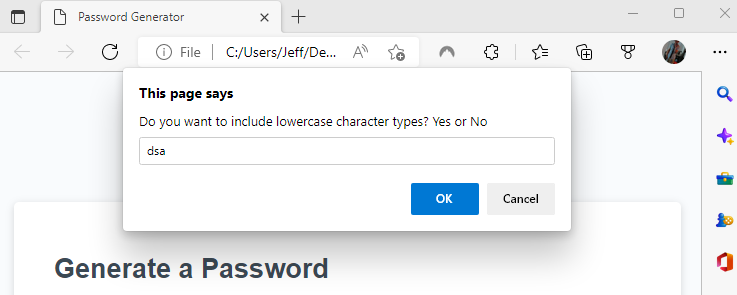 Password Generator
File | C:/Users/Jeff/De...
This page says
Do you want to include lowercase character types? Yes or No
dsa
OK Cancel
Generate a Password